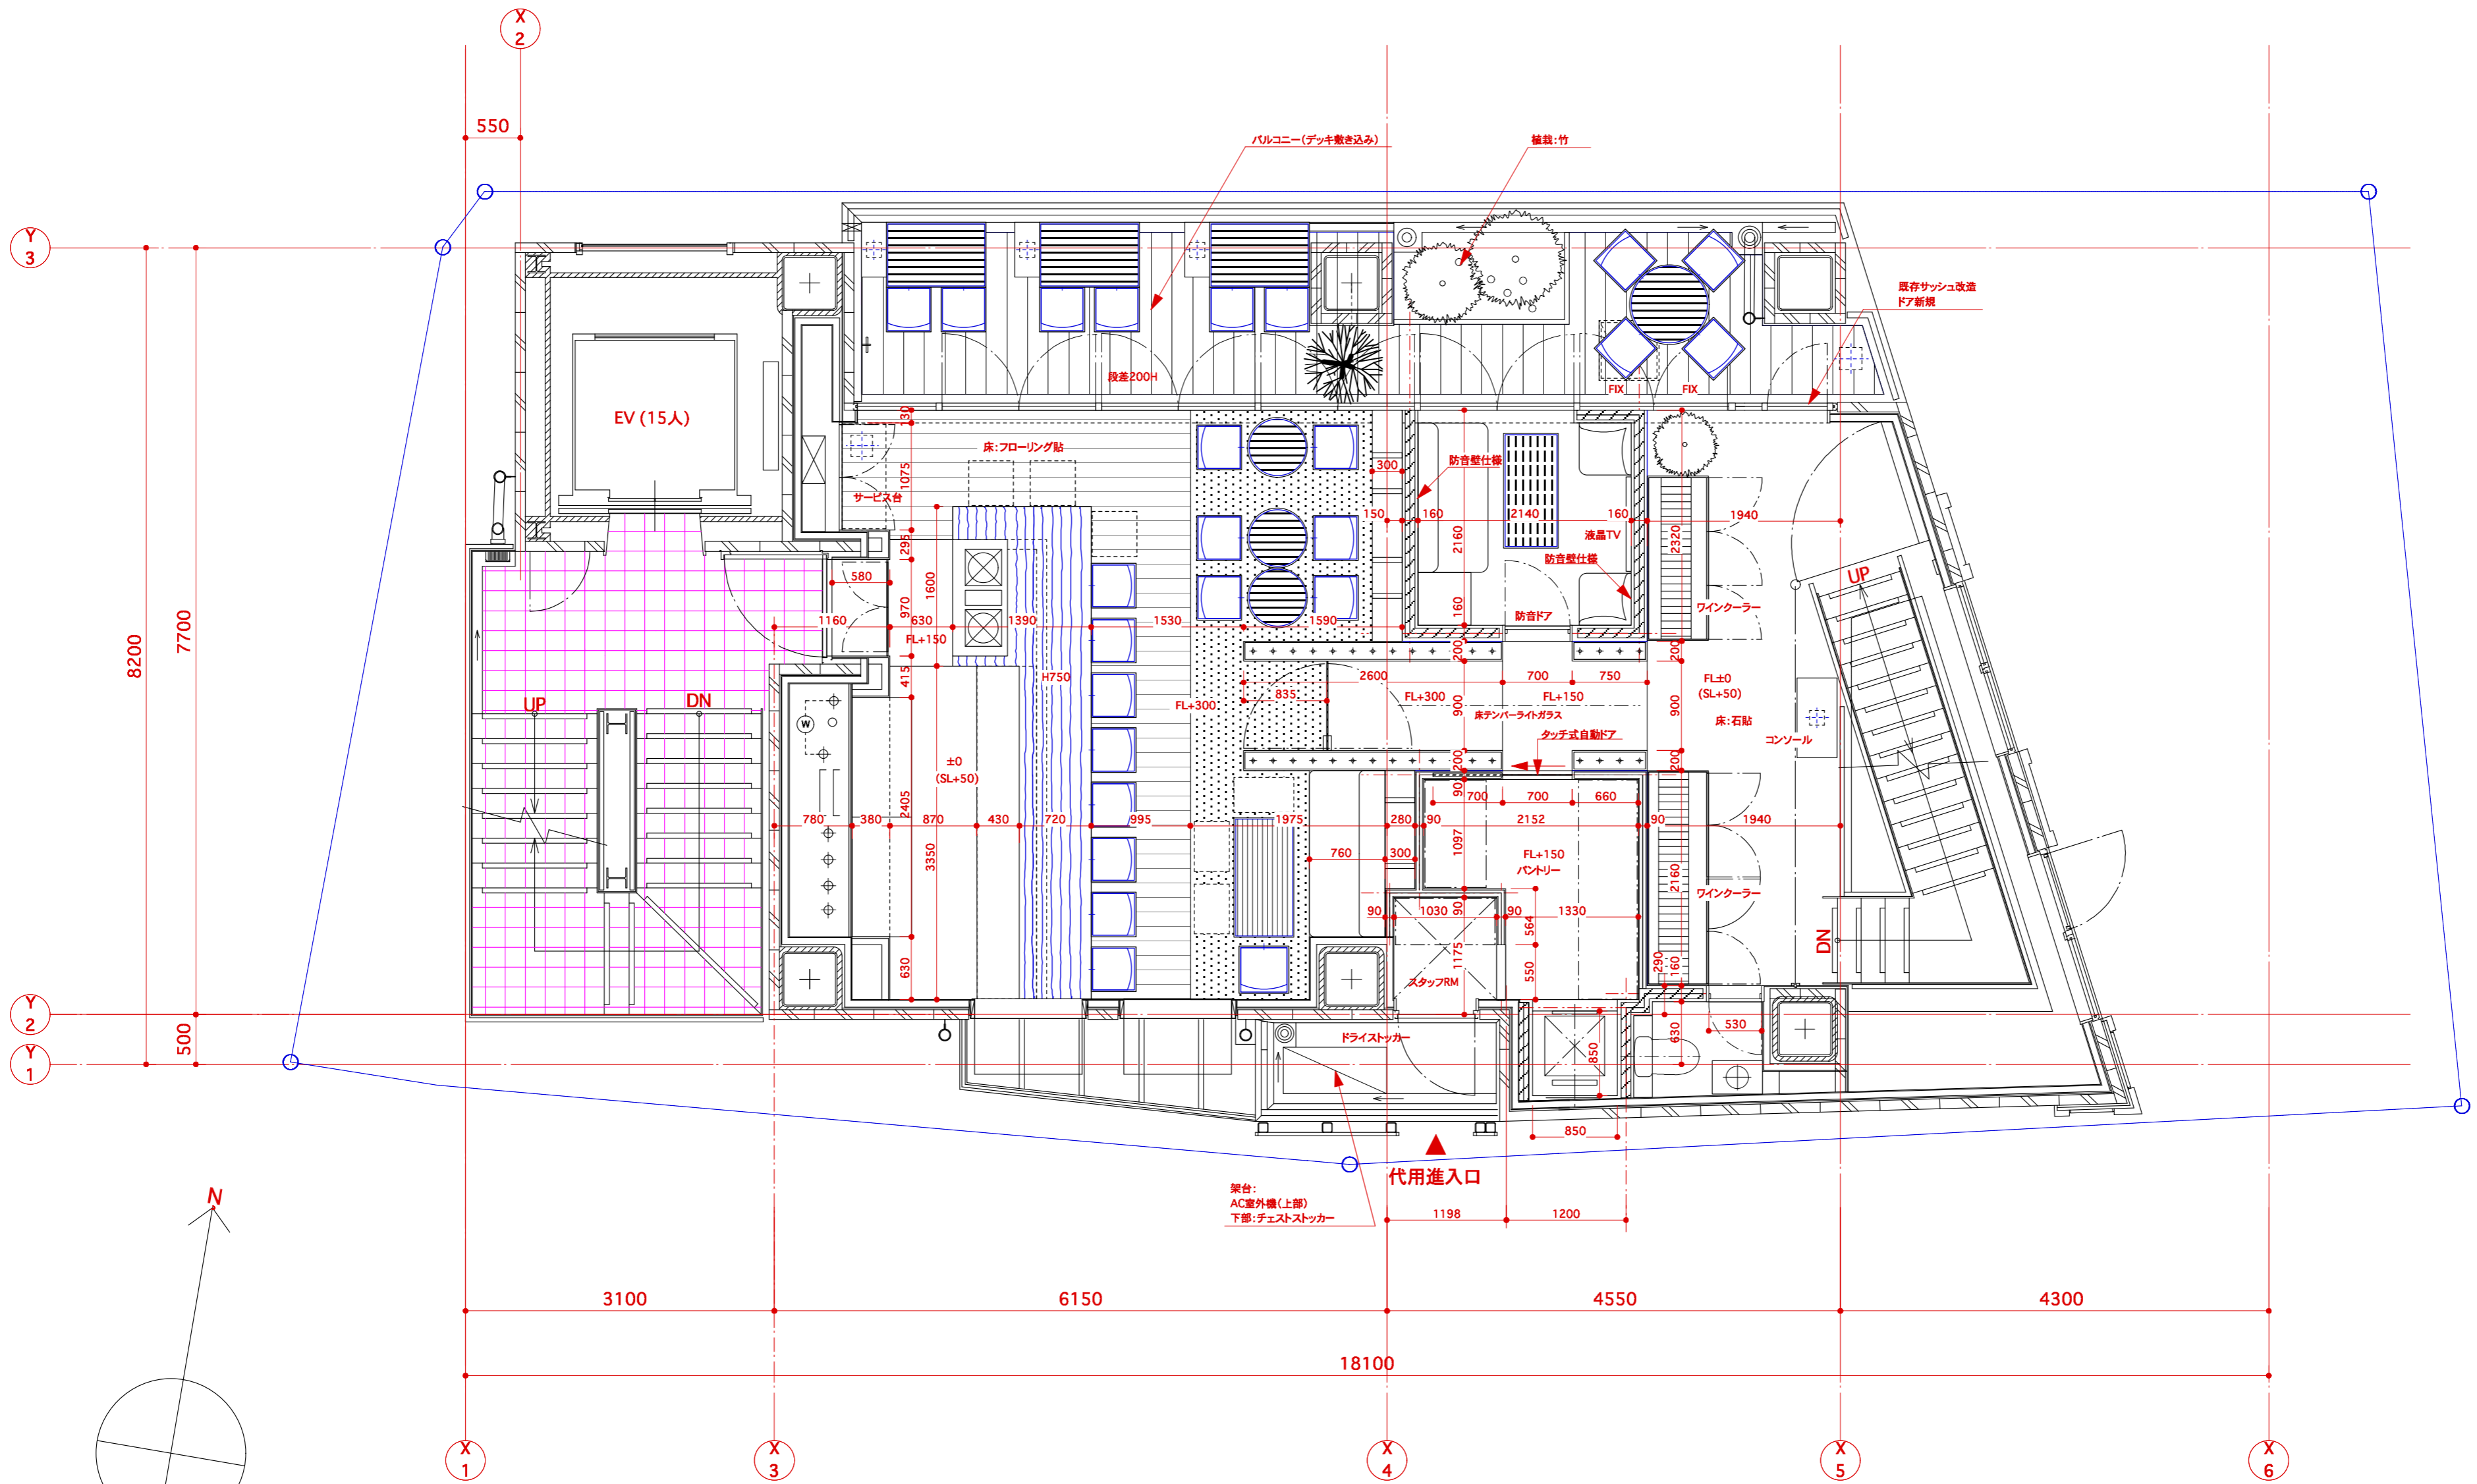 X
2
550
バルコニー(デッキ敷き込み)
植栽:竹
Y
3
既存サッシュ改造
ドア新規
段差200H
FIX
FIX
EV (15人)
130
床:フローリング貼
1075
サービス台
300
防音壁仕様
150
160
2140
160
1940
2160
液晶TV
2320
295
防音壁仕様
580
1600
970
UP
ワインクーラー
160
防音ドア
1160
630
1390
1530
1590
FL+150
8200
7700
200
200
415
H750
2600
700
750
FL±0
(SL+50)
835
FL+300
FL+150
UP
DN
FL+300
900
900
床テンパーライトガラス
床:石貼
W
タッチ式自動ドア
コンソール
±0
(SL+50)
200
200
90
2405
700
700
660
780
380
870
430
720
995
1975
280
90
2152
90
1940
1097
3350
760
300
FL+150
パントリー
2160
ワインクーラー
90
1030
90
90
1330
564
DN
1175
630
550
290
160
スタッフRM
Y
2
500
530
ドライストッカー
850
630
Y
1
850
代用進入口
架台:
AC室外機(上部)
下部:チェストストッカー
N
1198
1200
3100
6150
4550
4300
18100
X
1
X
3
X
4
X
5
X
6